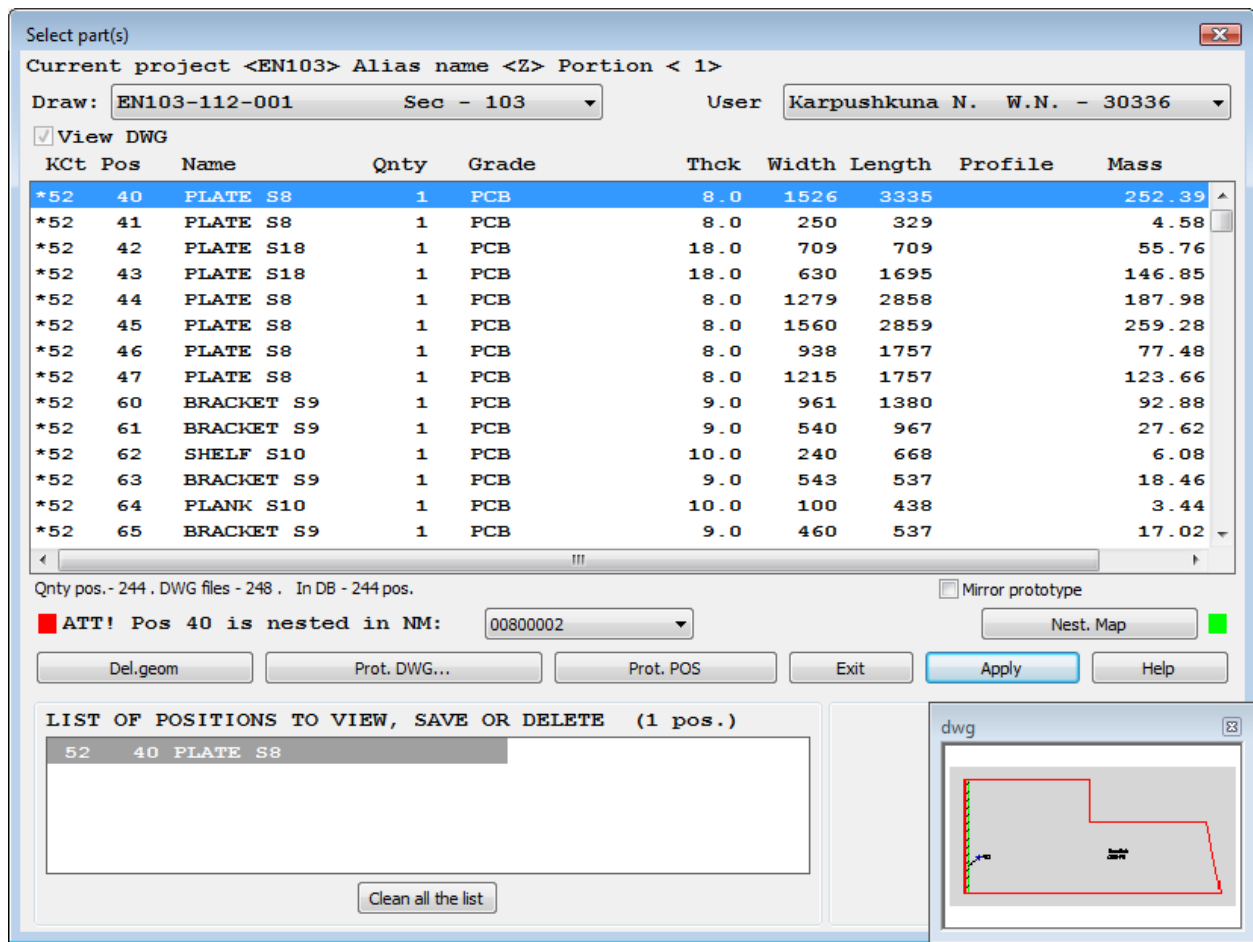 Select part(s)
Current project <EN103> Alias name <Z> Portion < 1>
Draw: EN103-112-001 Sec - 103 User Karpushkuna N. W.N. - 30336
View DWG
KCt Pos Name Qnty Grade Thck Width Length Profile Mass
*52 40 PLATE S8 1 PCB 8.0 1526 3335 252.39
*52 41 PLATE S8 1 PCB 8.0 250 329 4.58
*52 42 PLATE S18 1 PCB 18.0 709 709 55.76
*52 43 PLATE S18 1 PCB 18.0 630 1695 146.85
*52 44 PLATE S8 1 PCB 8.0 1279 2858 187.98
*52 45 PLATE S8 1 PCB 8.0 1560 2859 259.28
*52 46 PLATE S8 1 PCB 8.0 938 1757 77.48
*52 47 PLATE S8 1 PCB 8.0 1215 1757 123.66
*52 60 BRACKET S9 1 PCB 9.0 961 1380 92.88
*52 61 BRACKET S9 1 PCB 9.0 540 967 27.62
*52 62 SHELF S10 1 PCB 10.0 240 668 6.08
*52 63 BRACKET S9 1 PCB 9.0 543 537 18.46
*52 64 PLANK S10 1 PCB 10.0 100 438 3.44
*52 65 BRACKET S9 1 PCB 9.0 460 537 17.02
Qnty pos.- 244 . DWG files - 248 . In DB - 244 pos. Mirror prototype
ATT! Pos 40 is nested in NM: 00800002 Nest. Map
Del.geom Prot. DWG... Prot. POS Exit Apply Help
LIST OF POSITIONS TO VIEW, SAVE OR DELETE (1 pos.)
dwg
52 40 PLATE S8
Clean all the list